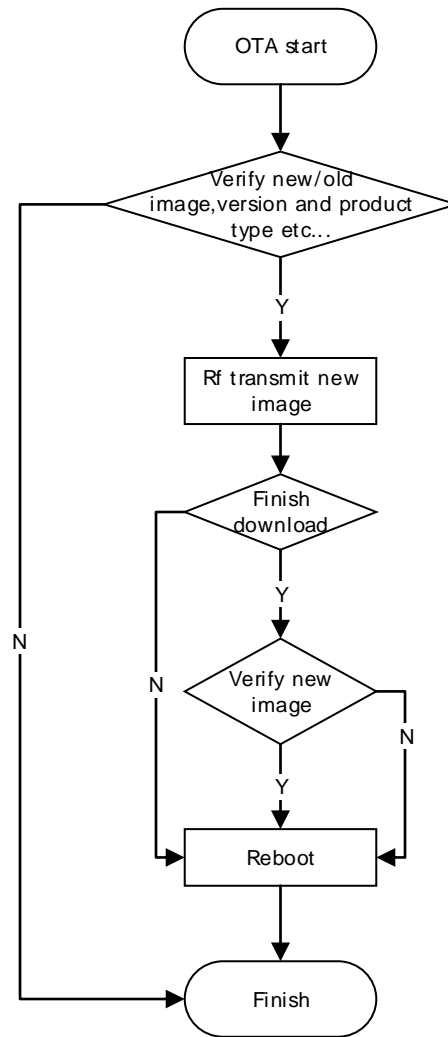 OTA start
Verify new/old
image,version and product
type etc...
Y
Rf transmit new
image
Finish
download
Y
N
N
Verify new
image
N
Y
Reboot
Finish